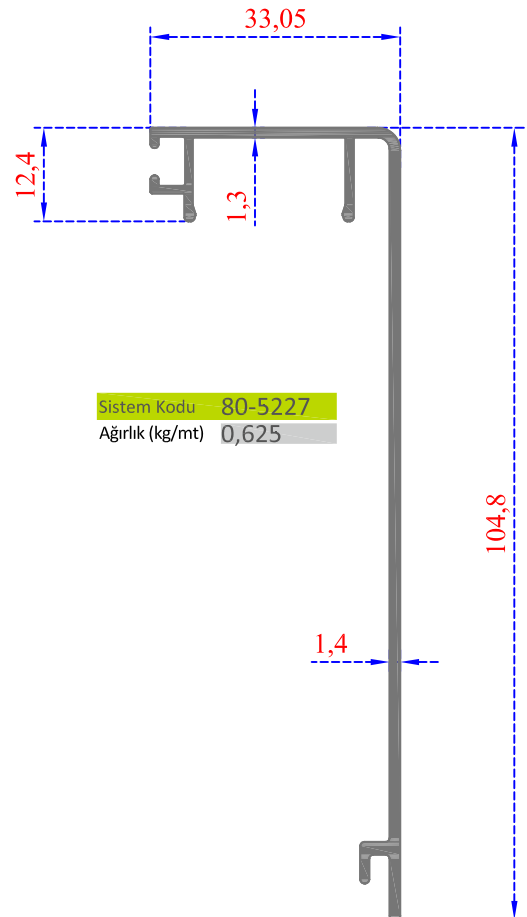 33,05
12,4
1,3
Sistem Kodu 80-5227
Ağırlık (kg/mt) 0,625
104,8
1,4